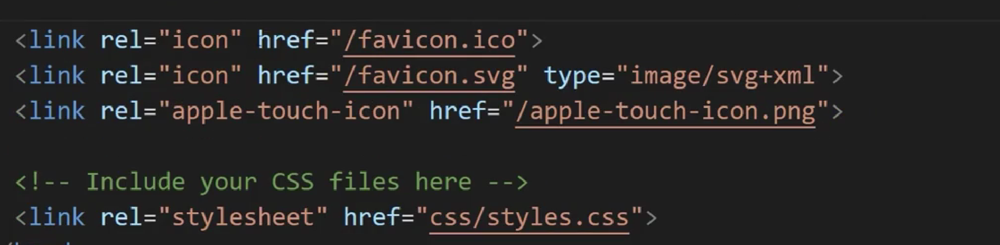 <link rel="icon" href="/favicon.ico">
<link rel="icon" href="/favicon.svg" type="image/svg+xml">
<link rel="apple-touch-icon" href="/apple-touch-icon.png">
<!-- Include your CSS files here -->
<link rel="stylesheet" href="css/styles.css">